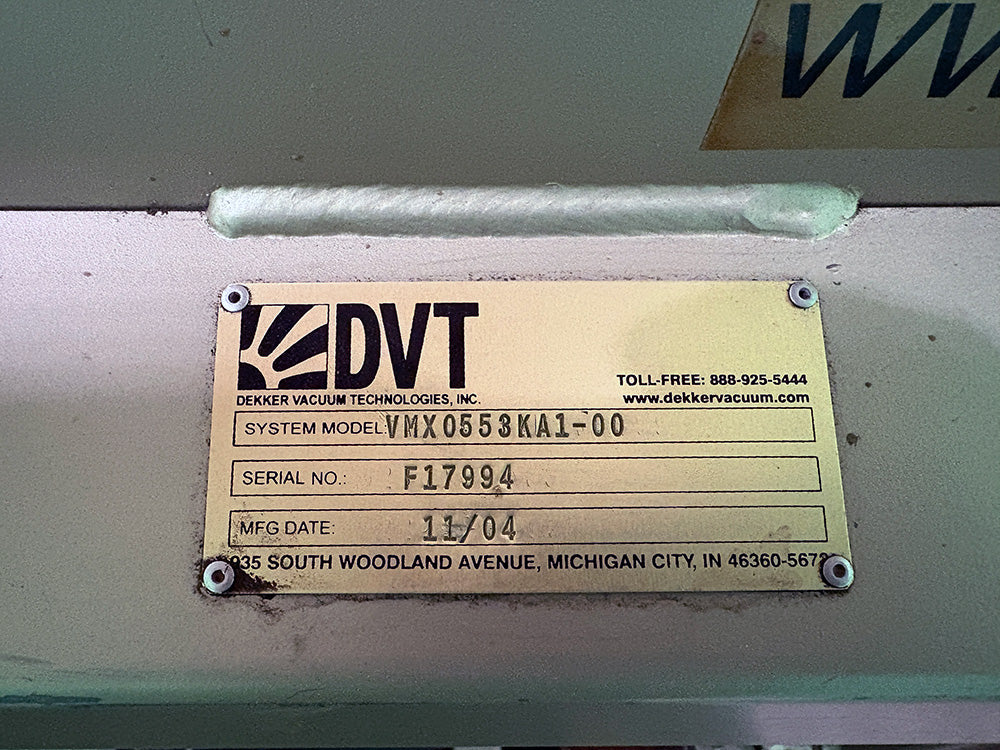 DVT
DEKKER VACUUM TECHNOLOGIES, INC.
TOLL-FREE: 888-925-5444
www.dekkervacuum.com
SYSTEM MODEL: VMX0553KA1-00
SERIAL NO.: F17994
MFG DATE: 11/04
SOUTH WOODLAND AVENUE, MICHIGAN CITY, IN